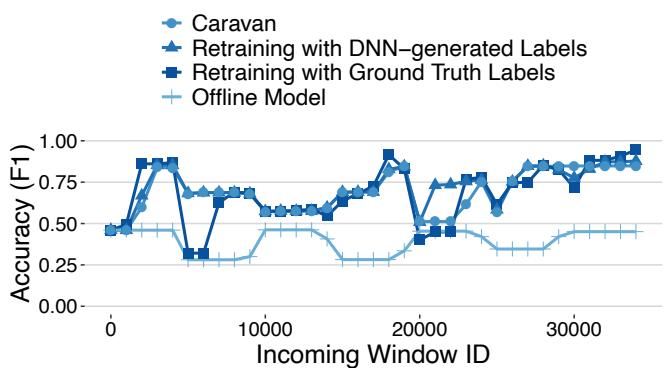 Caravan
Retraining with DNN−generated Labels
Retraining with Ground Truth Labels
Offline Model
Accuracy (F1)
1.00
0.75
0.50
0.25
0.00
0
10000
20000
30000
Incoming Window ID